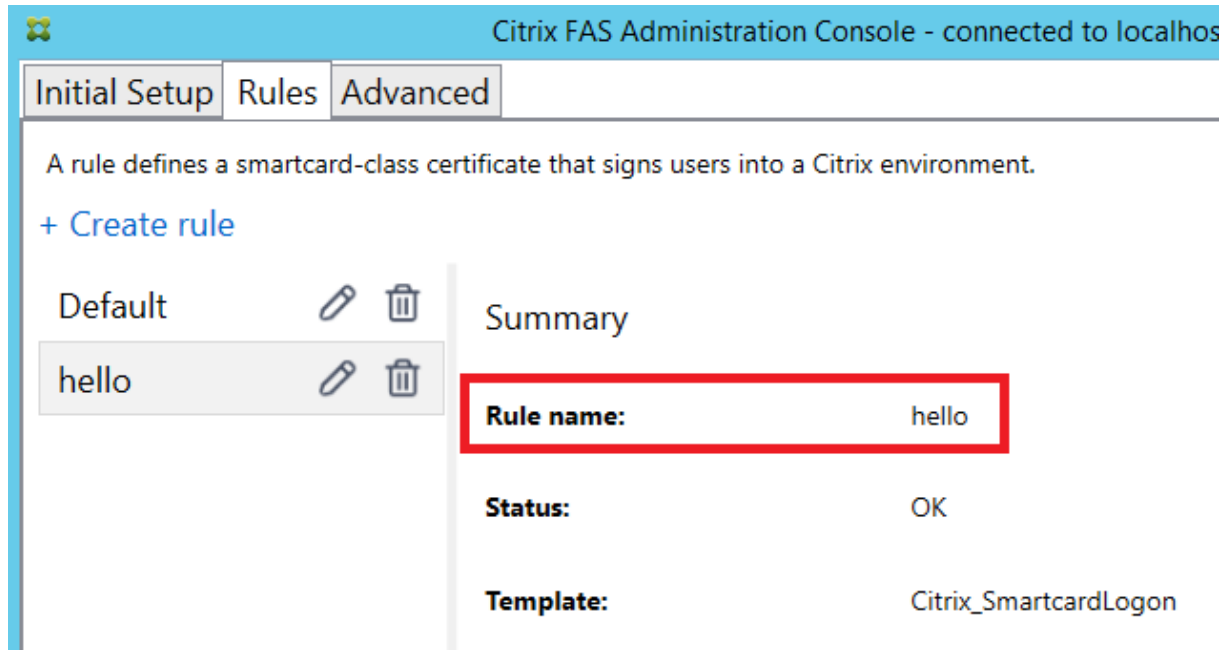 Citrix FAS Administration Console - connected to localhos
Initial Setup
Rules
Advanced
A rule defines a smartcard-class certificate that signs users into a Citrix environment.
+ Create rule
Default
hello
Summary
Rule name: hello
Status: OK
Template: Citrix_SmartcardLogon